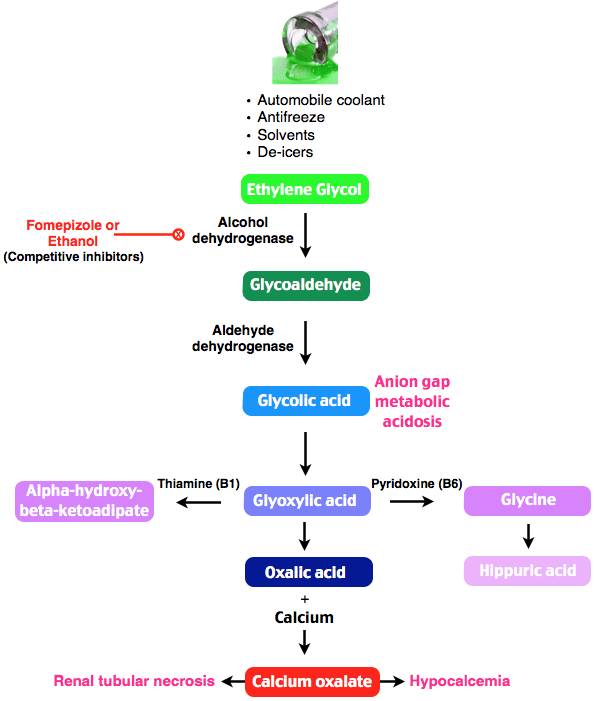 • Automobile coolant
• Antifreeze
• Solvents
• De-icers
Ethylene Glycol
Fomepizole or
Ethanol
(Competitive inhibitors)
Alcohol
dehydrogenase
Glycoaldehyde
Aldehyde
dehydrogenase
Glycolic acid
Anion gap
metabolic
acidosis
Alpha-hydroxy-
beta-ketoadipate
Thiamine (B1)
Glyoxylic acid
Pyridoxine (B6)
Glycine
Oxalic acid
Hippuric acid
+
Calcium
Renal tubular necrosis
Calcium oxalate
Hypocalcemia